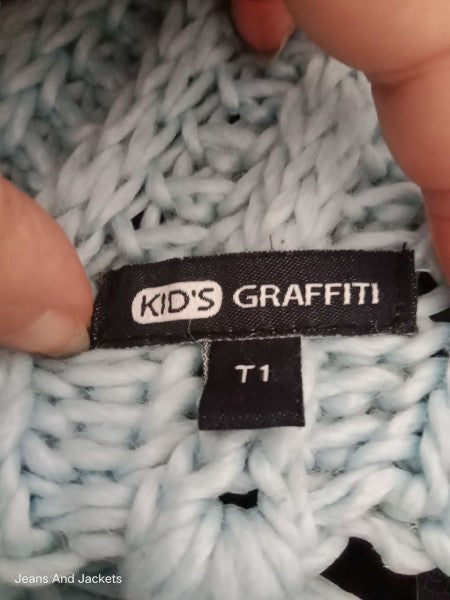 KID'S GRAFFITI
T1
Jeans And Jackets